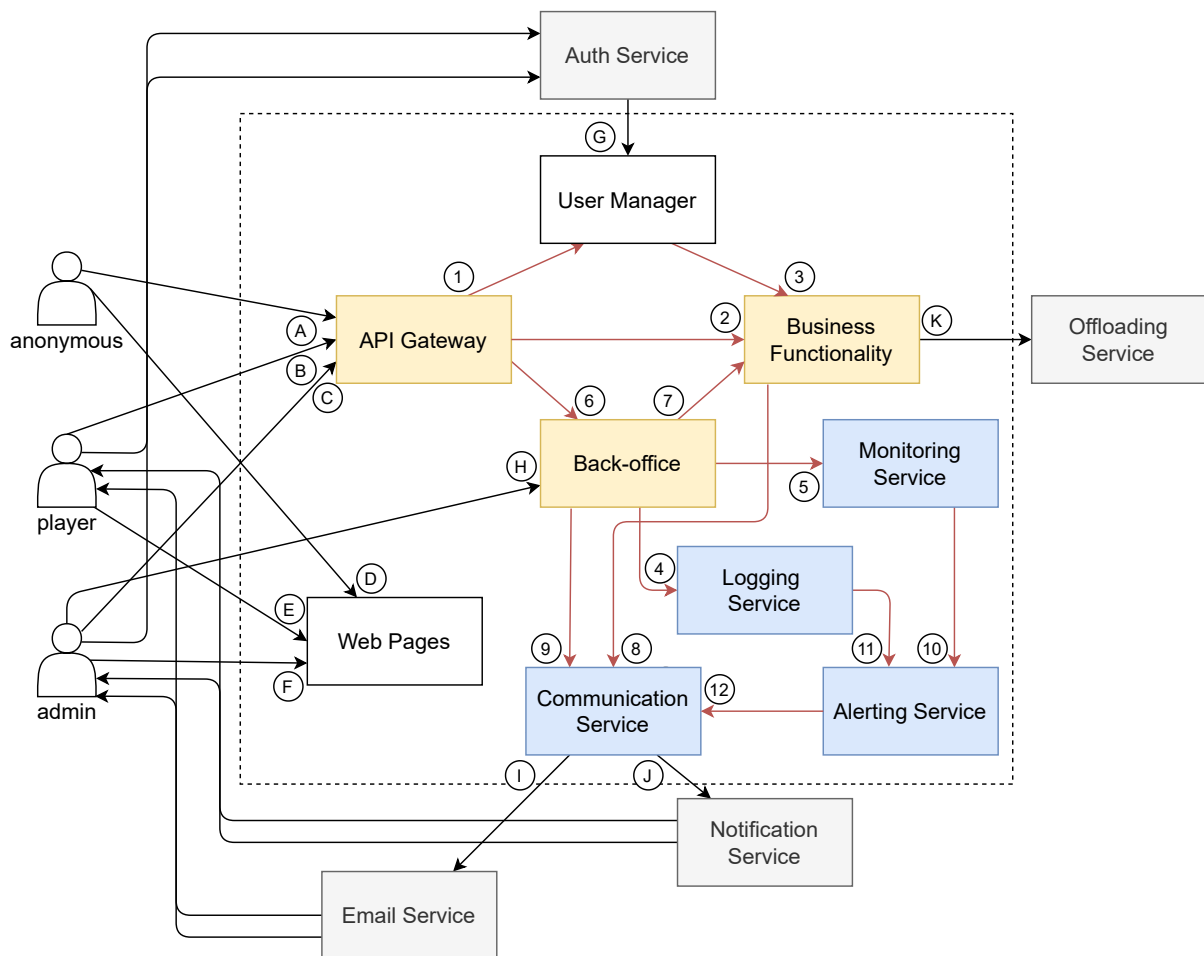 Auth Service
G
User Manager
1
3
anonymous
A
API Gateway
2
Business
Functionality
K
Offloading
Service
B
C
6
7
player
H
Back-office
5
Monitoring
Service
D
E
Web Pages
F
4
Logging
Service
admin
9
8
11
10
Communication
Service
12
Alerting Service
I
J
Notification
Service
Email Service